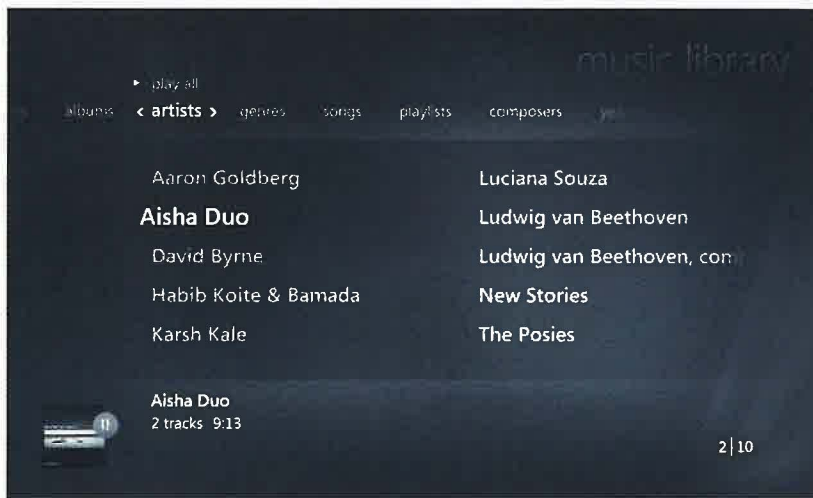 music library
play all
albums < artists > genres songs playlists composers
Aaron Goldberg
Aisha Duo
David Byrne
Habib Koite & Bamada
Karsh Kale
Luciana Souza
Ludwig van Beethoven
Ludwig van Beethoven, com
New Stories
The Posies
Aisha Duo
2 tracks 9:13
2|10